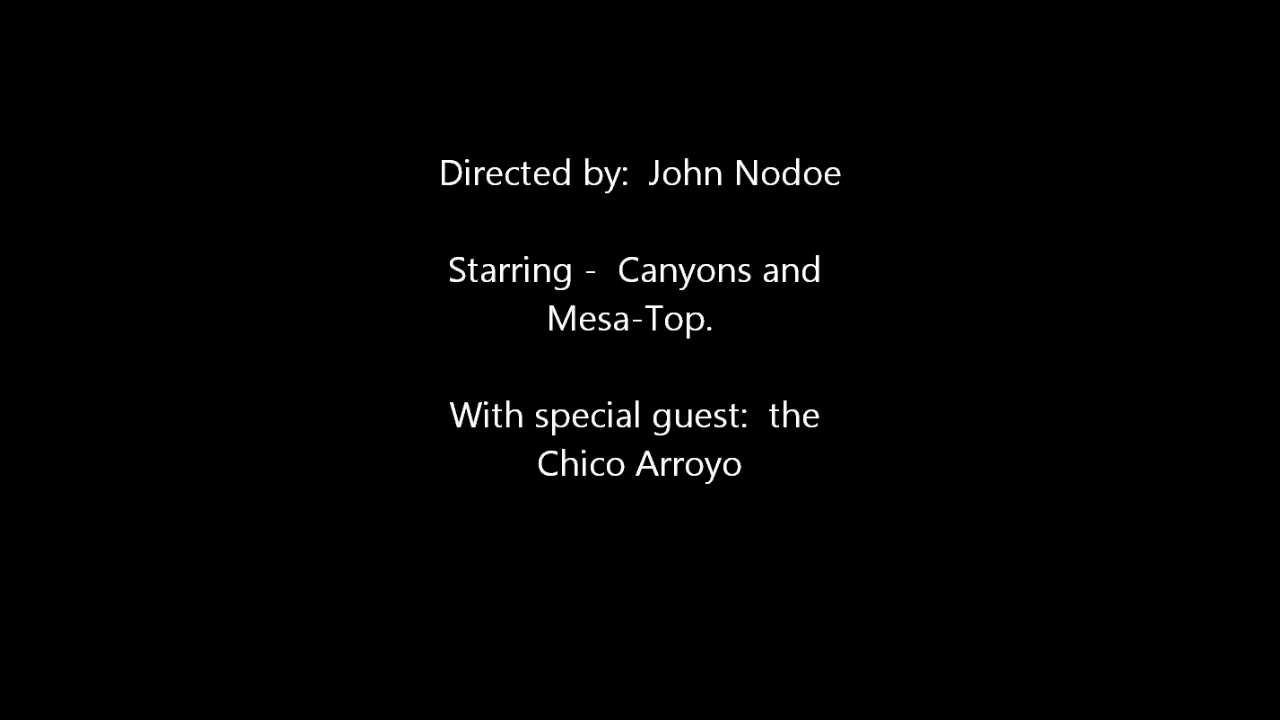 Directed by:  John Nodoe
Starring -  Canyons and
Mesa-Top.
With special guest:  the
Chico Arroyo